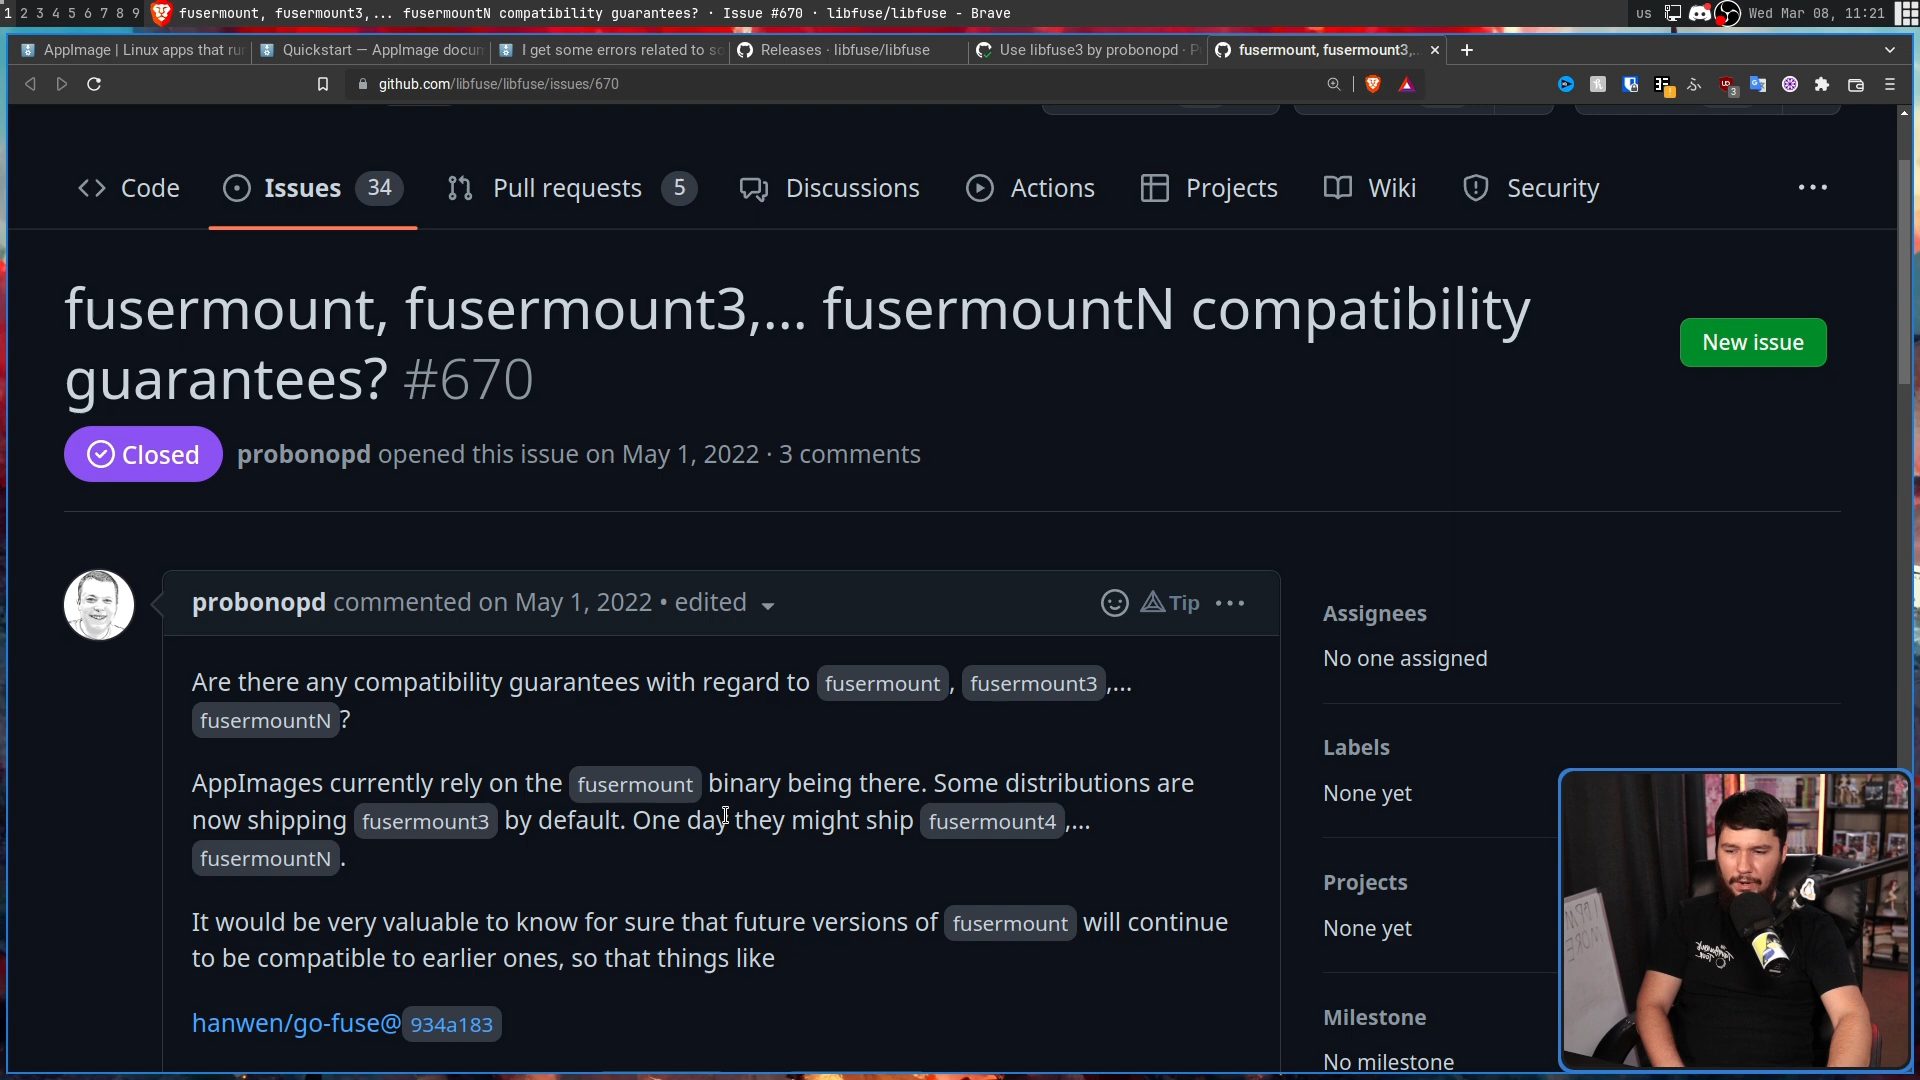 1 2 3 4 5 6 7 8 9 fusermount, fusermount3,... fusermountN compatibility guarantees? · Issue #670 · libfuse/libfuse - Brave us Wed Mar 08, 11:21
AppImage | Linux apps that run Quickstart — AppImage docum I get some errors related to so Releases · libfuse/libfuse Use libfuse3 by probonopd · P fusermount, fusermount3,...
github.com/libfuse/libfuse/issues/670
Code Issues 34 Pull requests 5 Discussions Actions Projects Wiki Security
fusermount, fusermount3,... fusermountN compatibility
guarantees? #670
New issue
Closed probonopd opened this issue on May 1, 2022 · 3 comments
probonopd commented on May 1, 2022 • edited
Tip
Are there any compatibility guarantees with regard to fusermount, fusermount3,...
fusermountN?
AppImages currently rely on the fusermount binary being there. Some distributions are
now shipping fusermount3 by default. One day they might ship fusermount4,...
fusermountN.
It would be very valuable to know for sure that future versions of fusermount will continue
to be compatible to earlier ones, so that things like
hanwen/go-fuse@934a183
Assignees
No one assigned
Labels
None yet
Projects
None yet
Milestone
No milestone